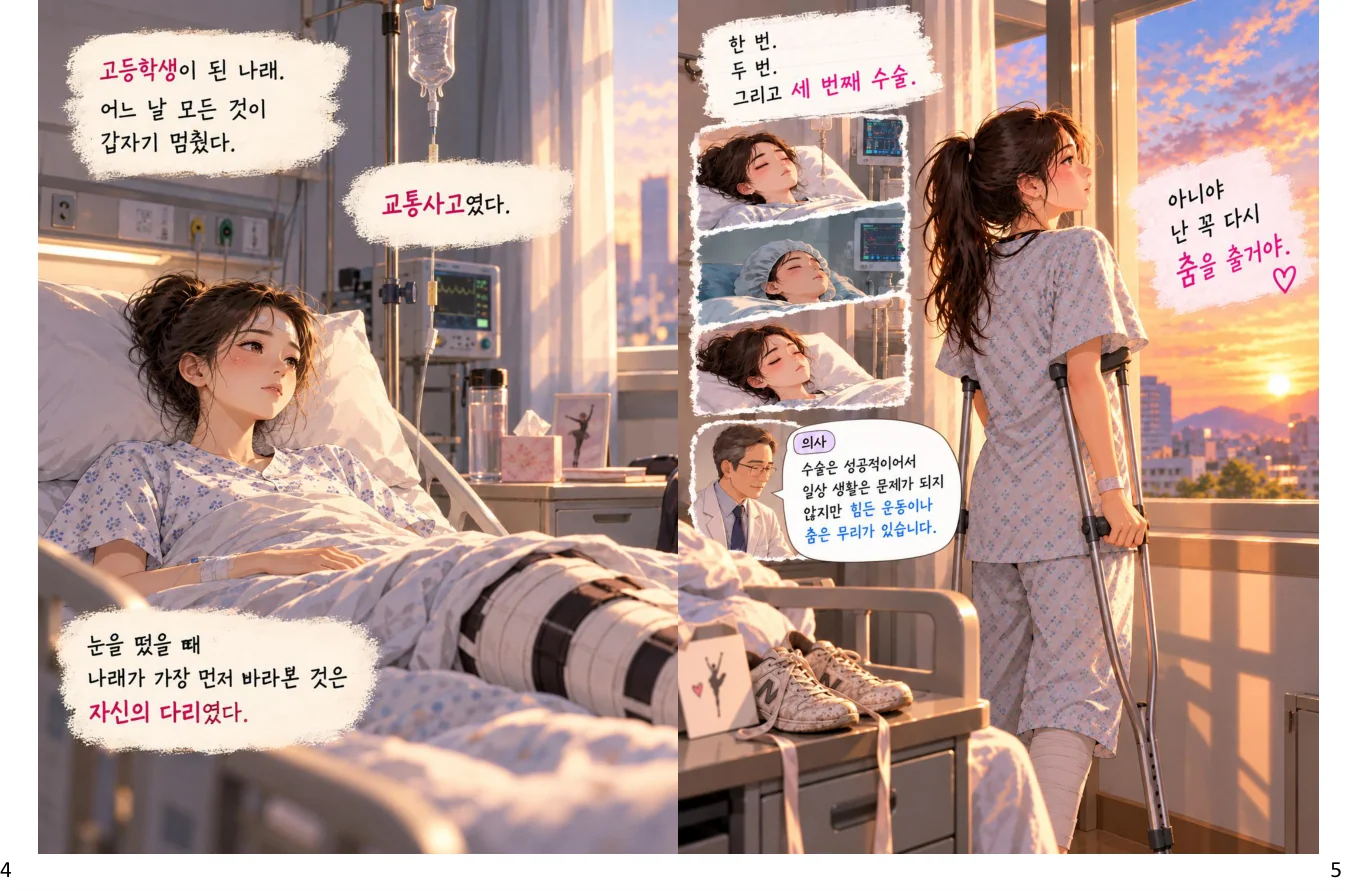 고등학생이 된 나래.
어느 날 모든 것이
갑자기 멈췄다.
교통사고였다.
눈을 떴을 때
나래가 가장 먼저 바라본 것은
자신의 다리였다.
4
한 번.
두 번.
그리고 세 번째 수술.
의사
수술은 성공적이어서
일상 생활은 문제가 되지
않지만 힘든 운동이나
춤은 무리가 있습니다.
아니야
난 꼭 다시
춤을 출거야.
N
N
5